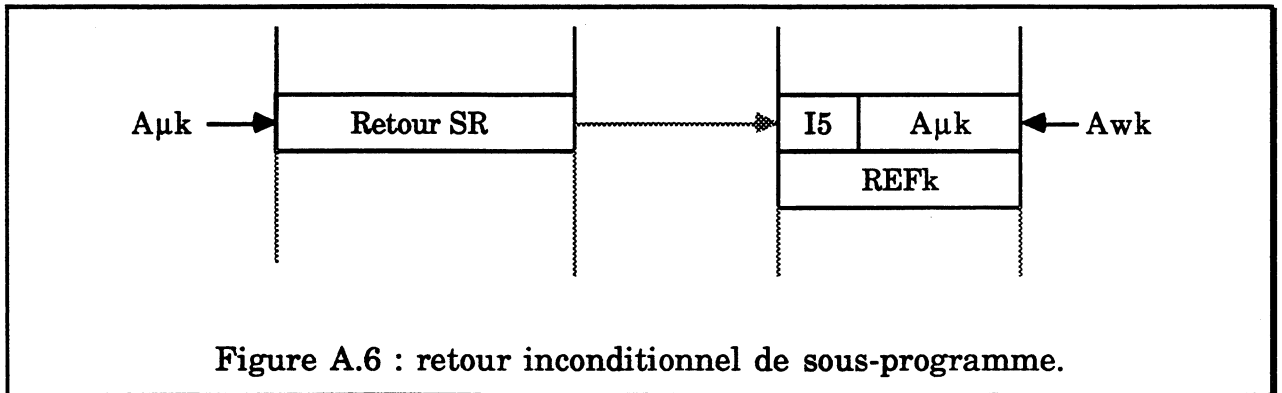 Aµk Retour SR I5 Aµk Awk
REFk
Figure A.6 : retour inconditionnel de sous-programme.